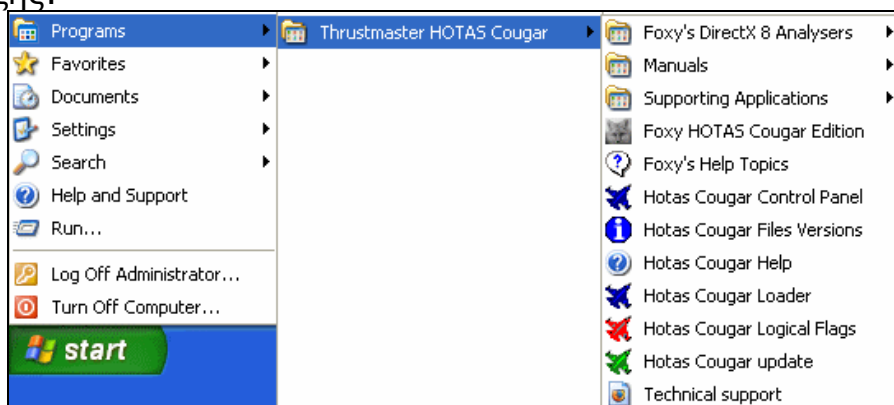 Programs
Favorites
Documents
Settings
Search
Help and Support
Run...
Log Off Administrator...
Turn Off Computer...
start
Thrustmaster HOTAS Cougar
Foxy's DirectX 8 Analysers
Manuals
Supporting Applications
Foxy HOTAS Cougar Edition
Foxy's Help Topics
Hotas Cougar Control Panel
Hotas Cougar Files Versions
Hotas Cougar Help
Hotas Cougar Loader
Hotas Cougar Logical Flags
Hotas Cougar update
Technical support